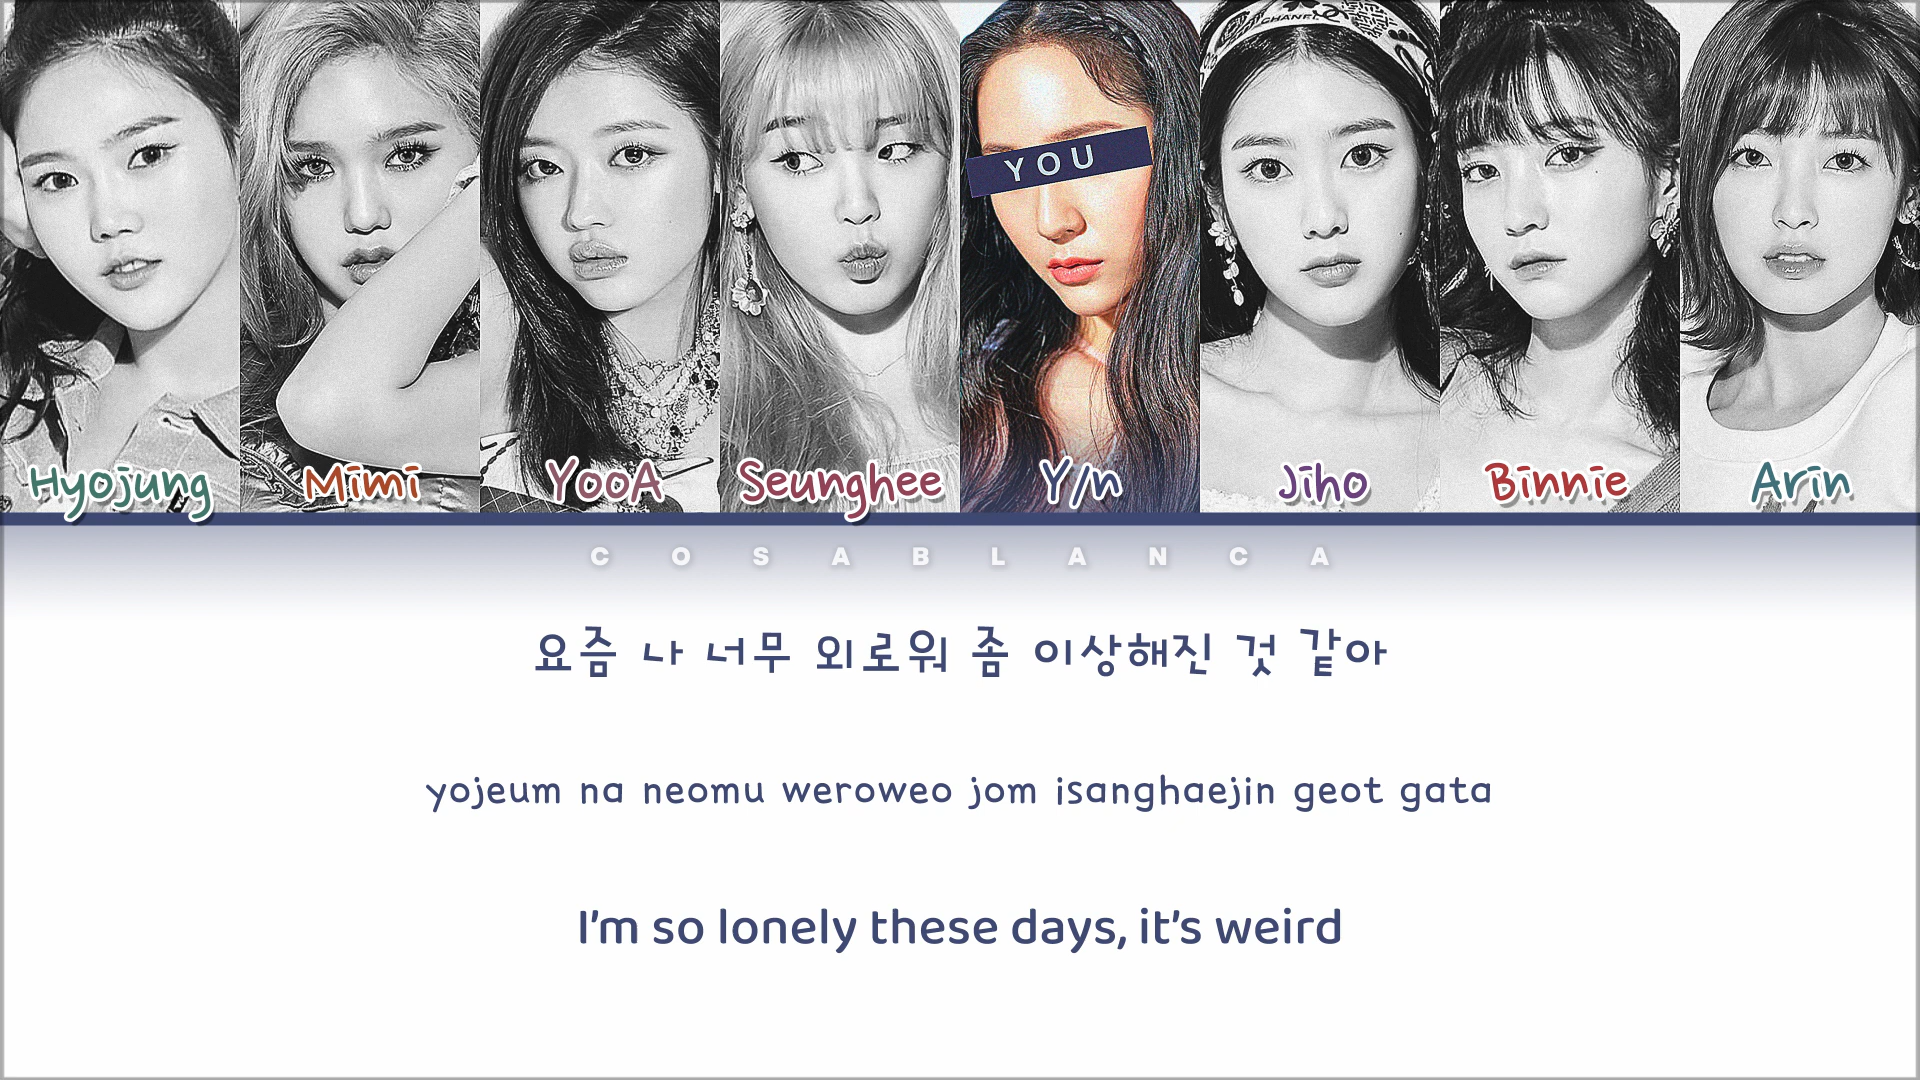 CHANEL
YOU
Hyojung
Mimi
YooA
Seunghee
Y/n
Jiho
Binnie
Arin
COSABLANCA
요즘 나 너무 외로워 좀 이상해진 것 같아
yojeum na neomu weroweo jom isanghaejin geot gata
I'm so lonely these days, it's weird